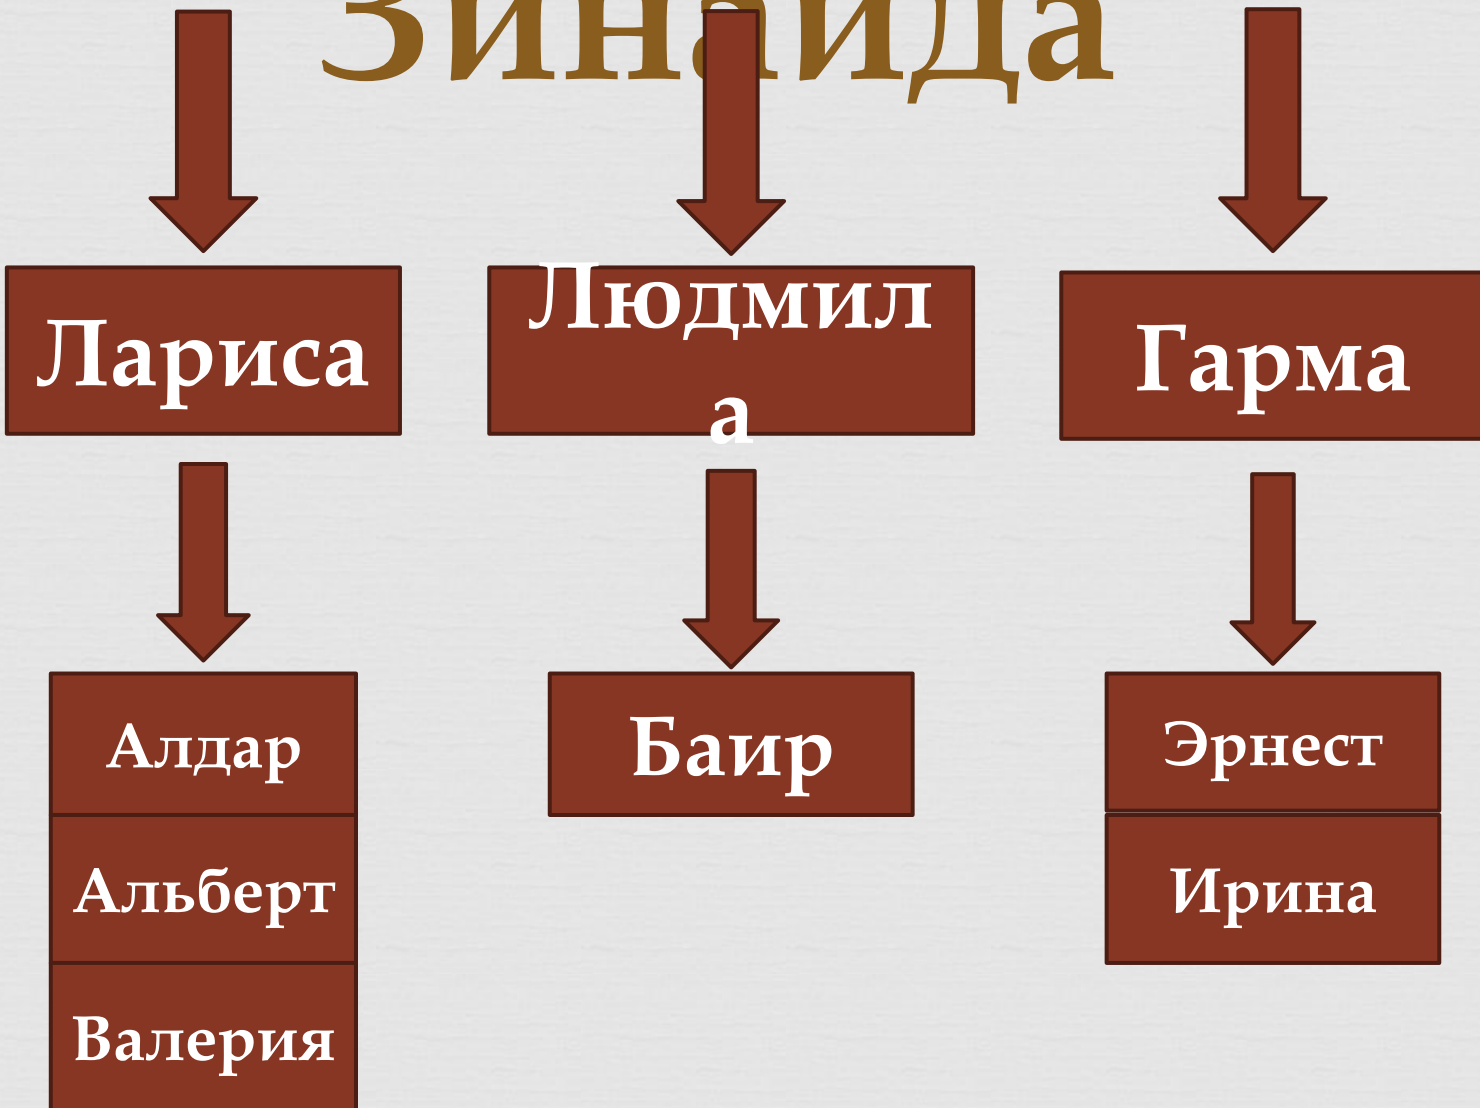 Зинаида
Лариса
Людмил
а
Гарма
Алдар
Баир
Эрнест
Альберт
Ирина
Валерия